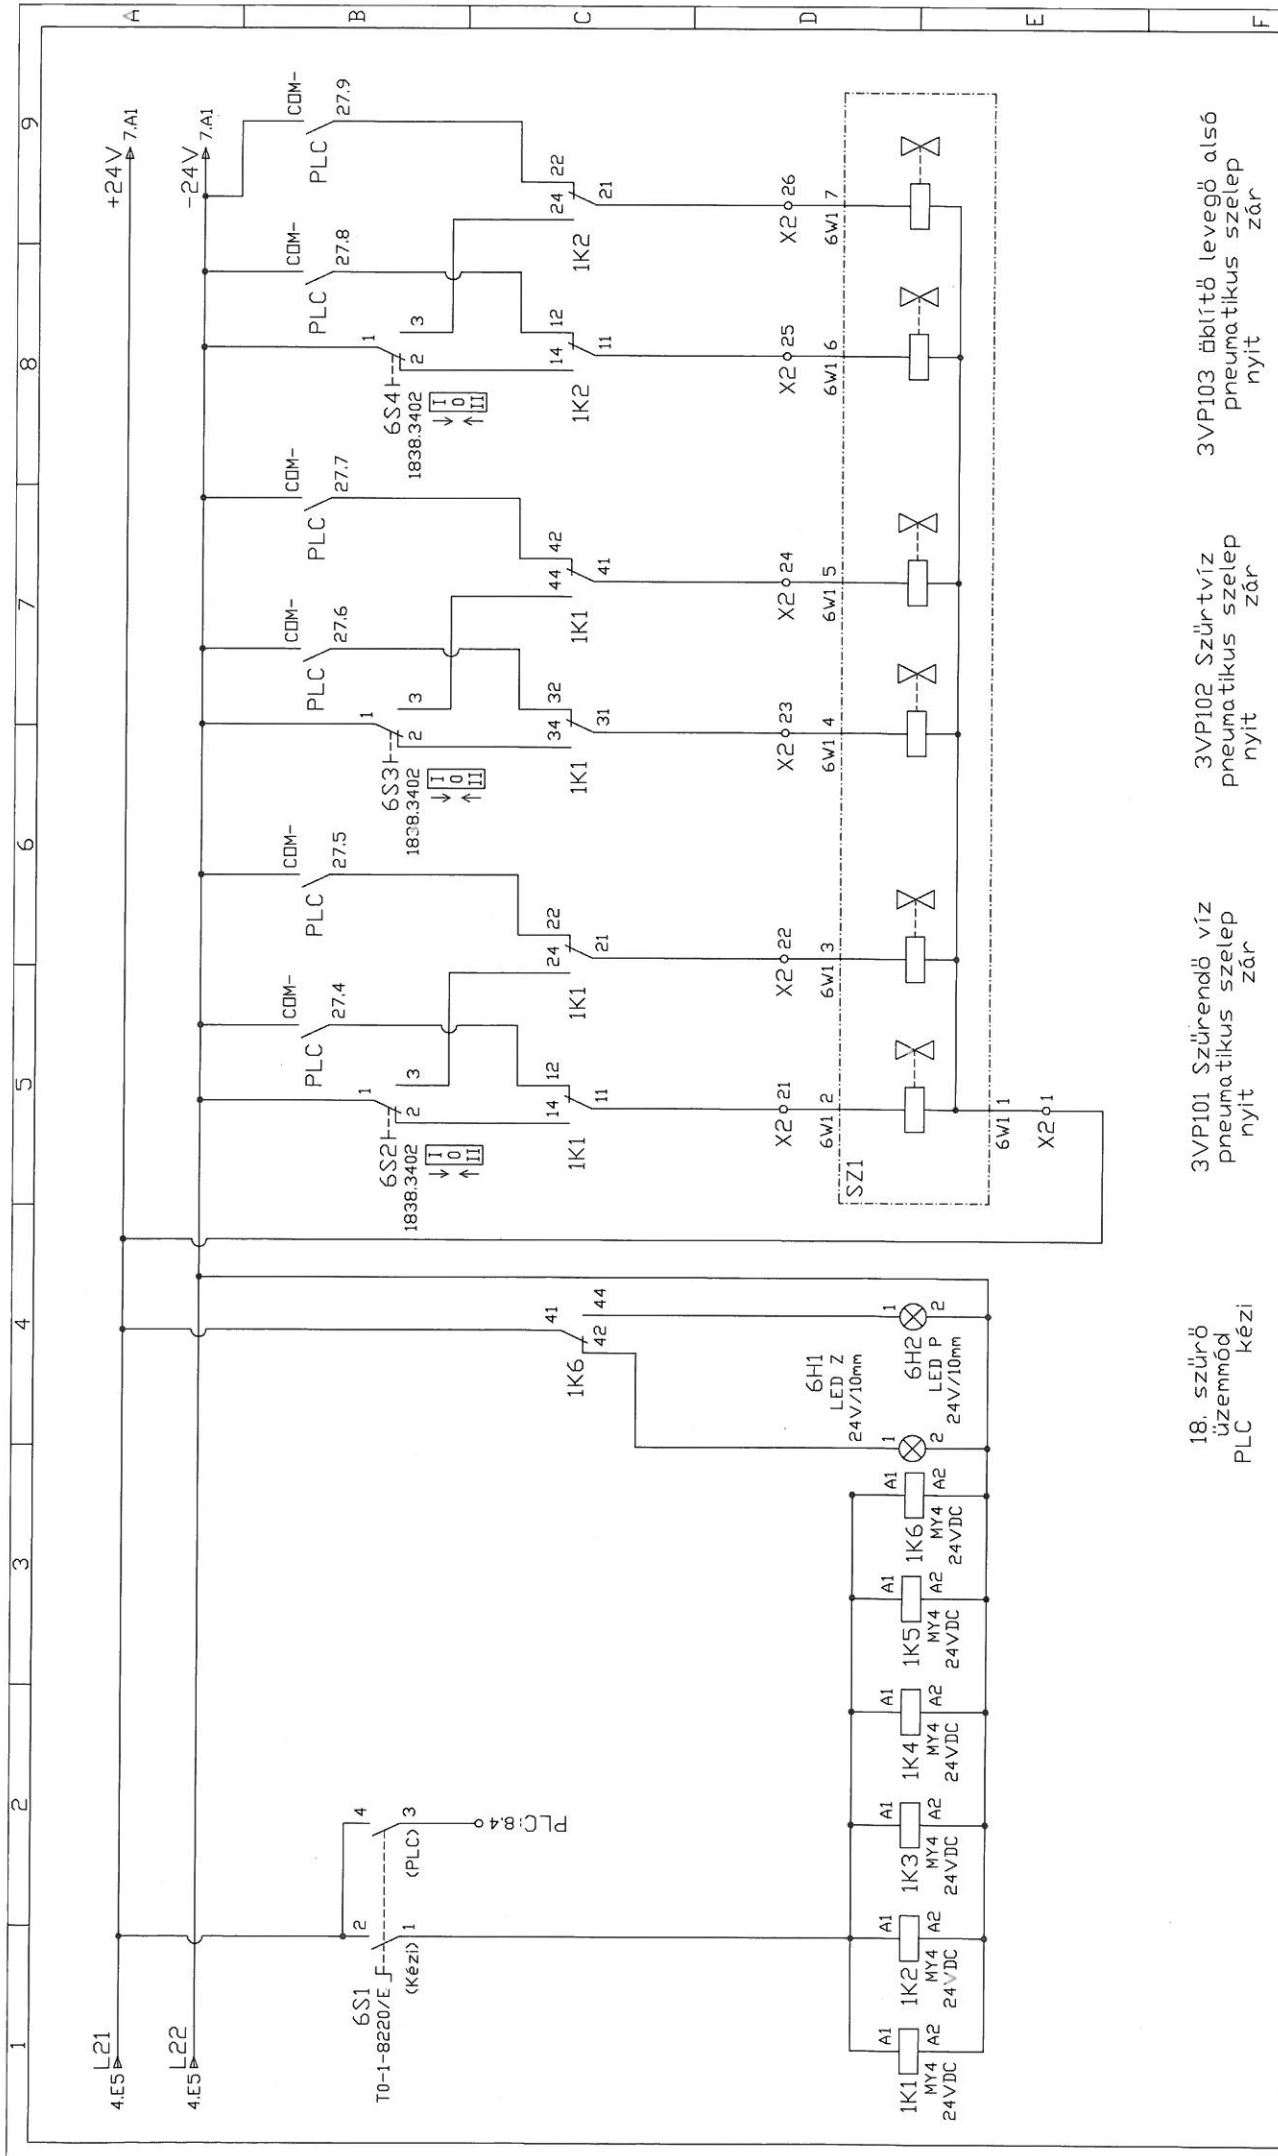 1
2
3
4
5
6
7
8
9
A
B
C
D
E
F
4.E5 L21
4.E5 L22
+24V 7.A1
-24V 7.A1
6S1
T0-1-8220/E
2
1
(Kézi)
4
3
(PLC)
PLC:8.4
1K1
MY4
24VDC
A1
A2
1K2
MY4
24VDC
A1
A2
1K3
MY4
24VDC
A1
A2
1K4
MY4
24VDC
A1
A2
1K5
MY4
24VDC
A1
A2
1K6
MY4
24VDC
A1
A2
1K6
41
42
44
6H1
LED Z
24V/10mm
1
2
6H2
LED P
24V/10mm
1
2
18. szűrő
üzemmód
PLC kézi
6S2
1838.3402
I
0
II
1
2
3
COM-
PLC
27.4
COM-
PLC
27.5
14
12
11
1K1
24
22
21
1K1
X2 21
X2 22
6W1 2
6W1 3
SZ1
6W1 1
X2 1
3VP101 Szűrendő víz
pneumatikus szelep
nyit zár
6S3
1838.3402
I
0
II
1
2
3
COM-
PLC
27.6
COM-
PLC
27.7
34
32
31
1K1
44
42
41
1K1
X2 23
X2 24
6W1 4
6W1 5
3VP102 Szűrtvíz
pneumatikus szelep
nyit zár
6S4
1838.3402
I
0
II
1
2
3
COM-
PLC
27.8
COM-
PLC
27.9
14
12
11
1K2
24
22
21
1K2
X2 25
X2 26
6W1 6
6W1 7
3VP103 öblítő levegő alsó
pneumatikus szelep
nyit zár